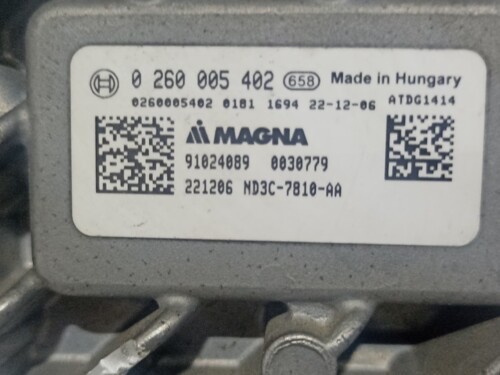 0 260 005 402 658 Made in Hungary
0260005402 0181 1694 22-12-06 ATDG1414
MAGNA
91024089 0030779
221206 ND3C-7810-AA